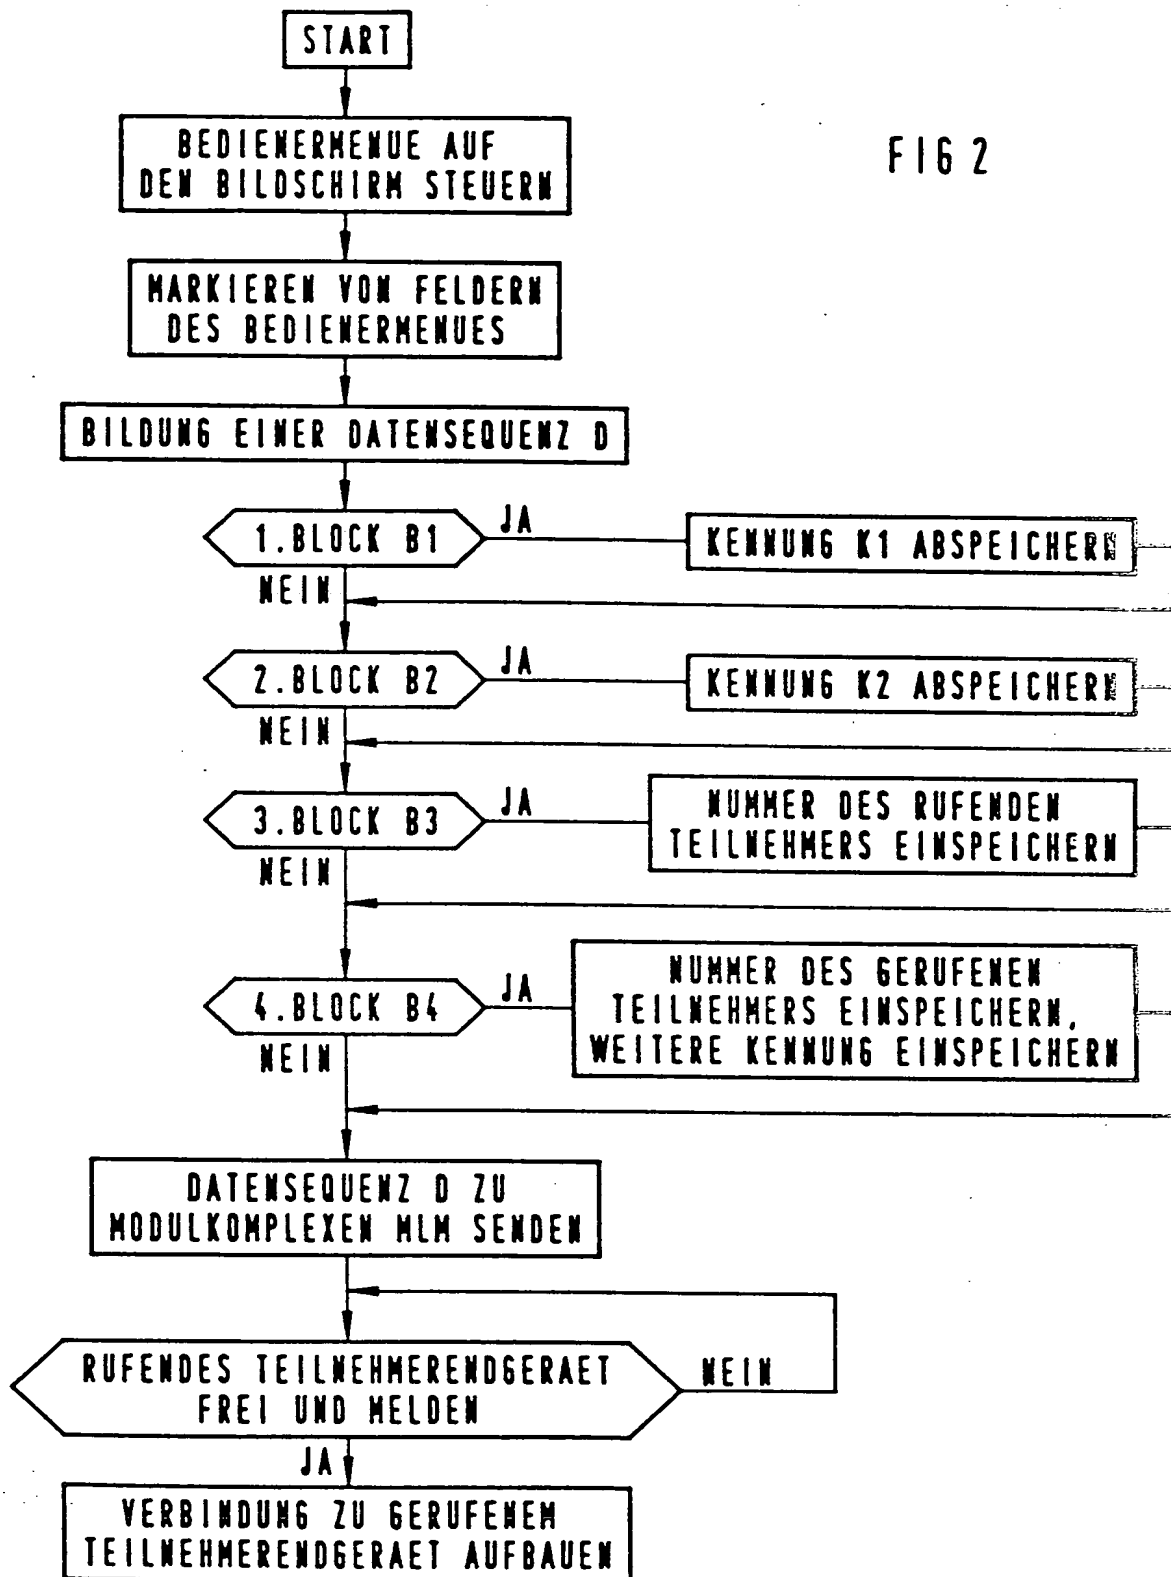 START
FIG 2
BEDIENERMENUE AUF
DEN BILDSCHIRM STEUERN
MARKIEREN VON FELDERN
DES BEDIENERMENUES
BILDUNG EINER DATENSEQUENZ D
1.BLOCK B1
JA
KENNUNG K1 ABSPEICHERN
NEIN
2.BLOCK B2
JA
KENNUNG K2 ABSPEICHERN
NEIN
3.BLOCK B3
JA
NUMMER DES RUFENDEN
TEILNEHMERS EINSPEICHERN
NEIN
4.BLOCK B4
JA
NUMMER DES GERUFENEN
TEILNEHMERS EINSPEICHERN,
WEITERE KENNUNG EINSPEICHERN
NEIN
DATENSEQUENZ D ZU
MODULKOMPLEXEN MLM SENDEN
RUFENDES TEILNEHMERENDGERAET
FREI UND MELDEN
NEIN
JA
VERBINDUNG ZU GERUFENEM
TEILNEHMERENDGERAET AUFBAUEN